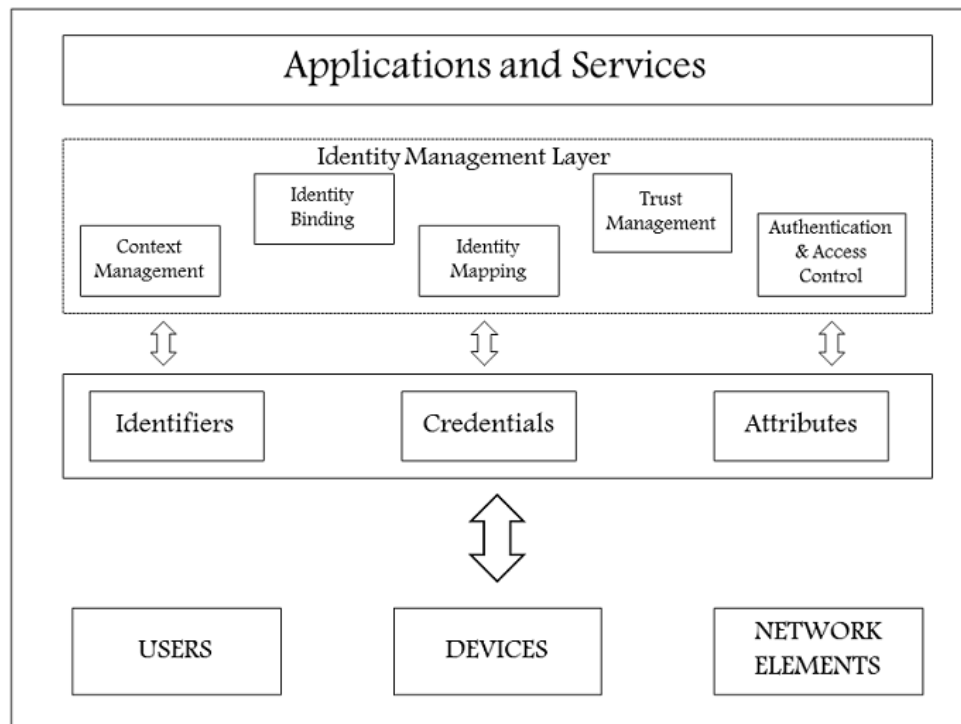 Applications and Services
Identity Management Layer
Identity
Binding
Trust
Management
Context
Management
Identity
Mapping
Authentication
& Access
Control
Identifiers
Credentials
Attributes
USERS
DEVICES
NETWORK
ELEMENTS